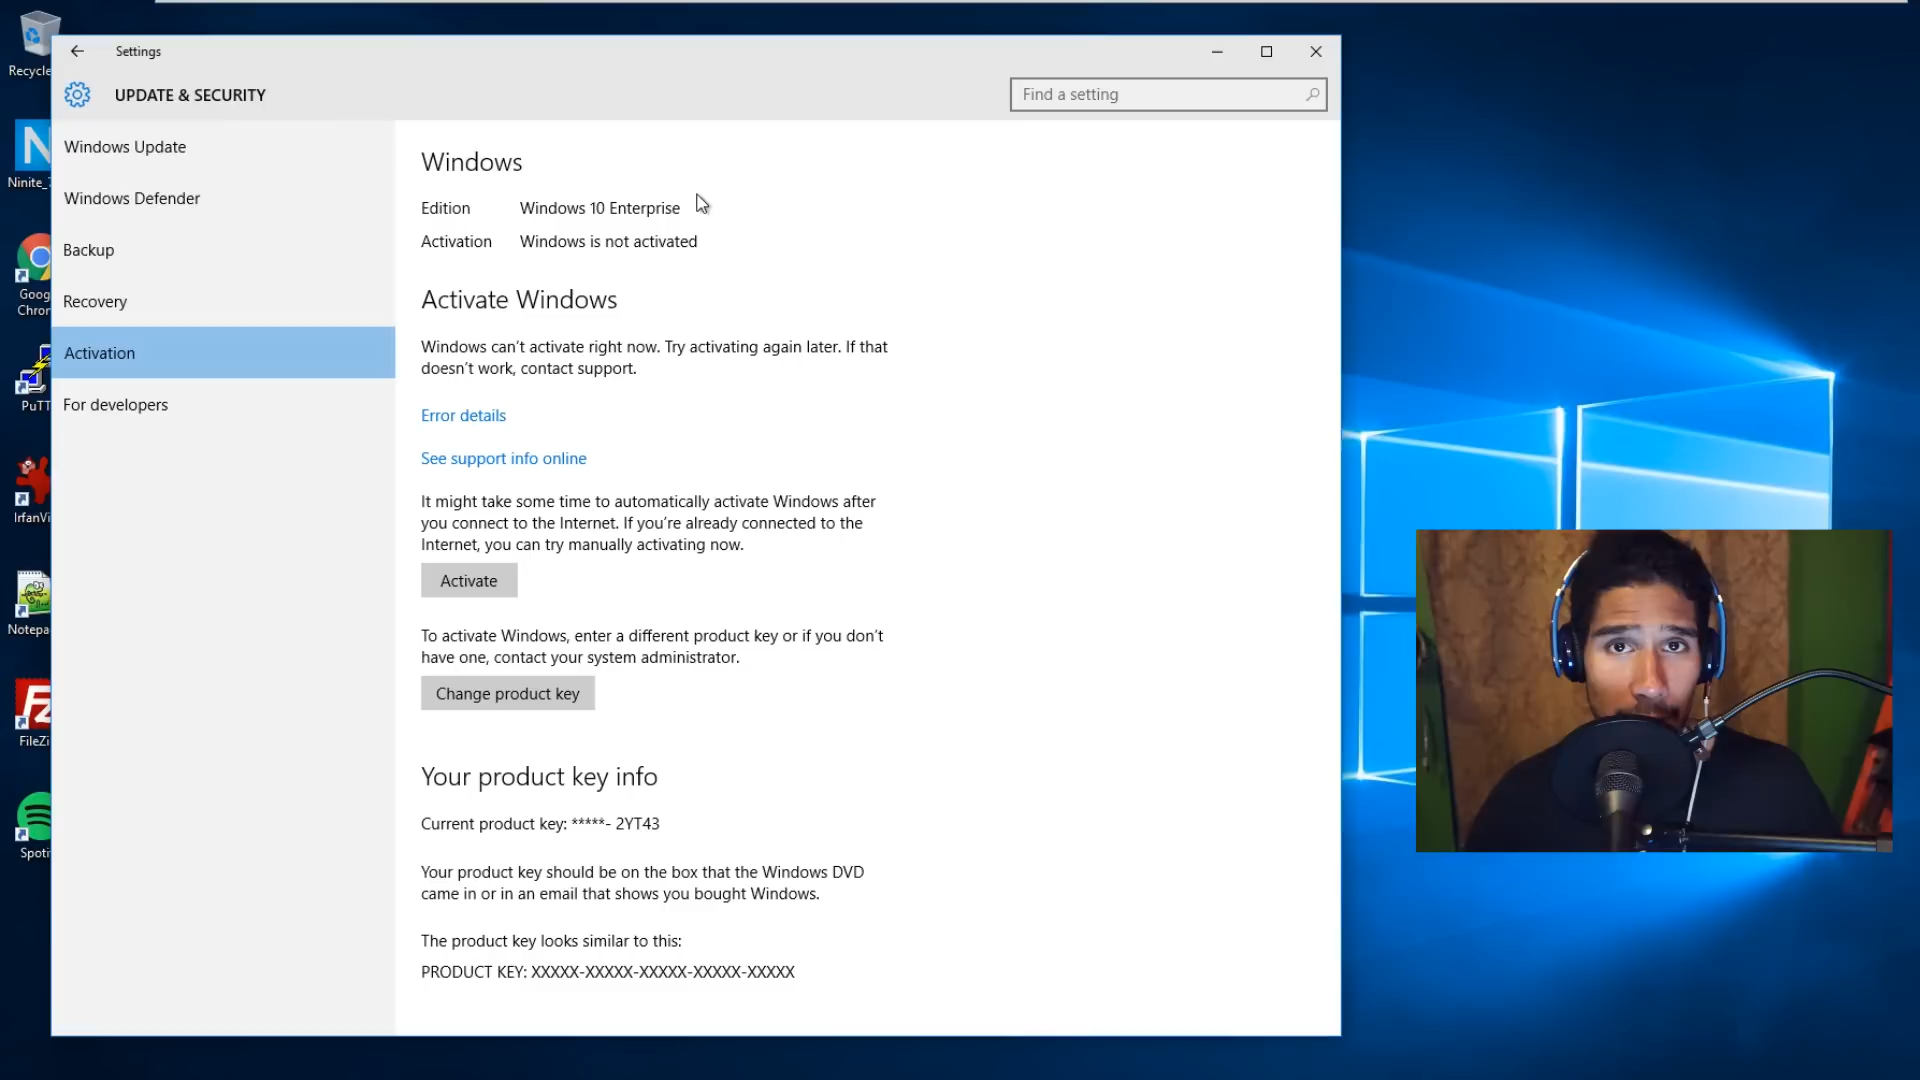 Settings
UPDATE & SECURITY
Find a setting
Windows Update
Windows Defender
Backup
Recovery
Activation
For developers
Windows
Edition Windows 10 Enterprise
Activation Windows is not activated
Activate Windows
Windows can't activate right now. Try activating again later. If that
doesn't work, contact support.
Error details
See support info online
It might take some time to automatically activate Windows after
you connect to the Internet. If you're already connected to the
Internet, you can try manually activating now.
Activate
To activate Windows, enter a different product key or if you don't
have one, contact your system administrator.
Change product key
Your product key info
Current product key: *****- 2YT43
Your product key should be on the box that the Windows DVD
came in or in an email that shows you bought Windows.
The product key looks similar to this:
PRODUCT KEY: XXXXX-XXXXX-XXXXX-XXXXX-XXXXX
Recycle
Ninite_
Goog
Chron
PuTT
IrfanVi
Notepa
FileZi
Spoti